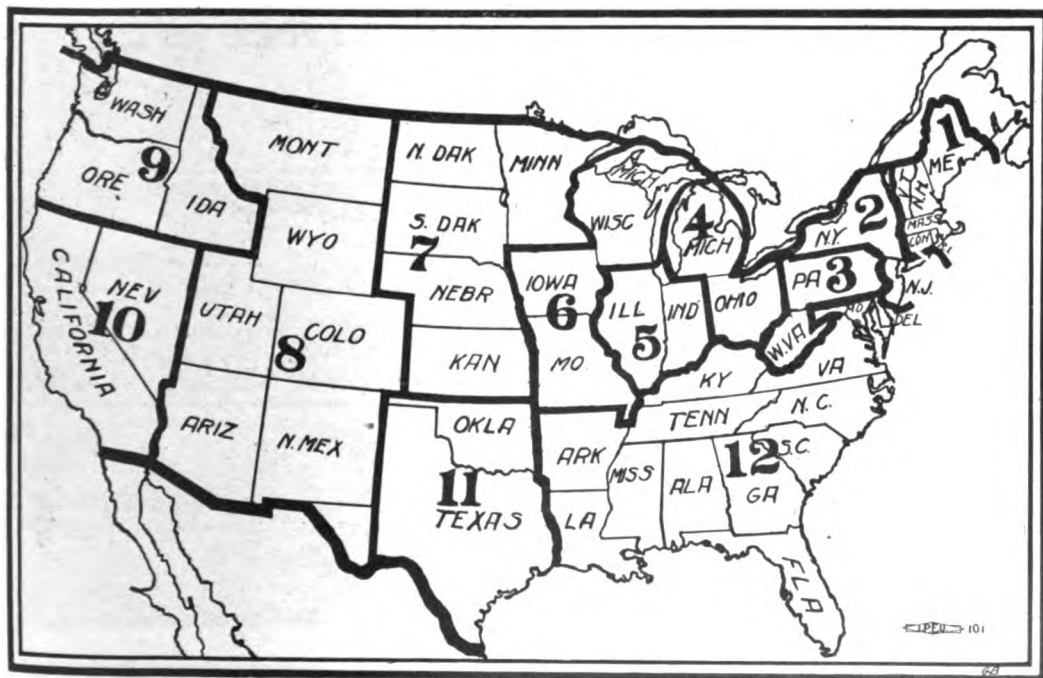 WASH
ORE
9
IDA
MONT
WYO
N. DAK
S. DAK
7
NEBR
KAN
MINN
WISC
MICH
4
MICH
IOWA
6
MO
ILL
5
IND
OHIO
CALIFORNIA
NEV
10
UTAH
COLO
8
ARIZ
N.MEX
OKLA
11
TEXAS
ARK
LA
MISS
ALA
TENN
KY
W.VA
VA
N.C.
S.C.
12
GA
FLA
PA
3
N.Y.
2
N.J.
DEL
MD
1
ME
V.T.
N.H.
MASS
CON
101